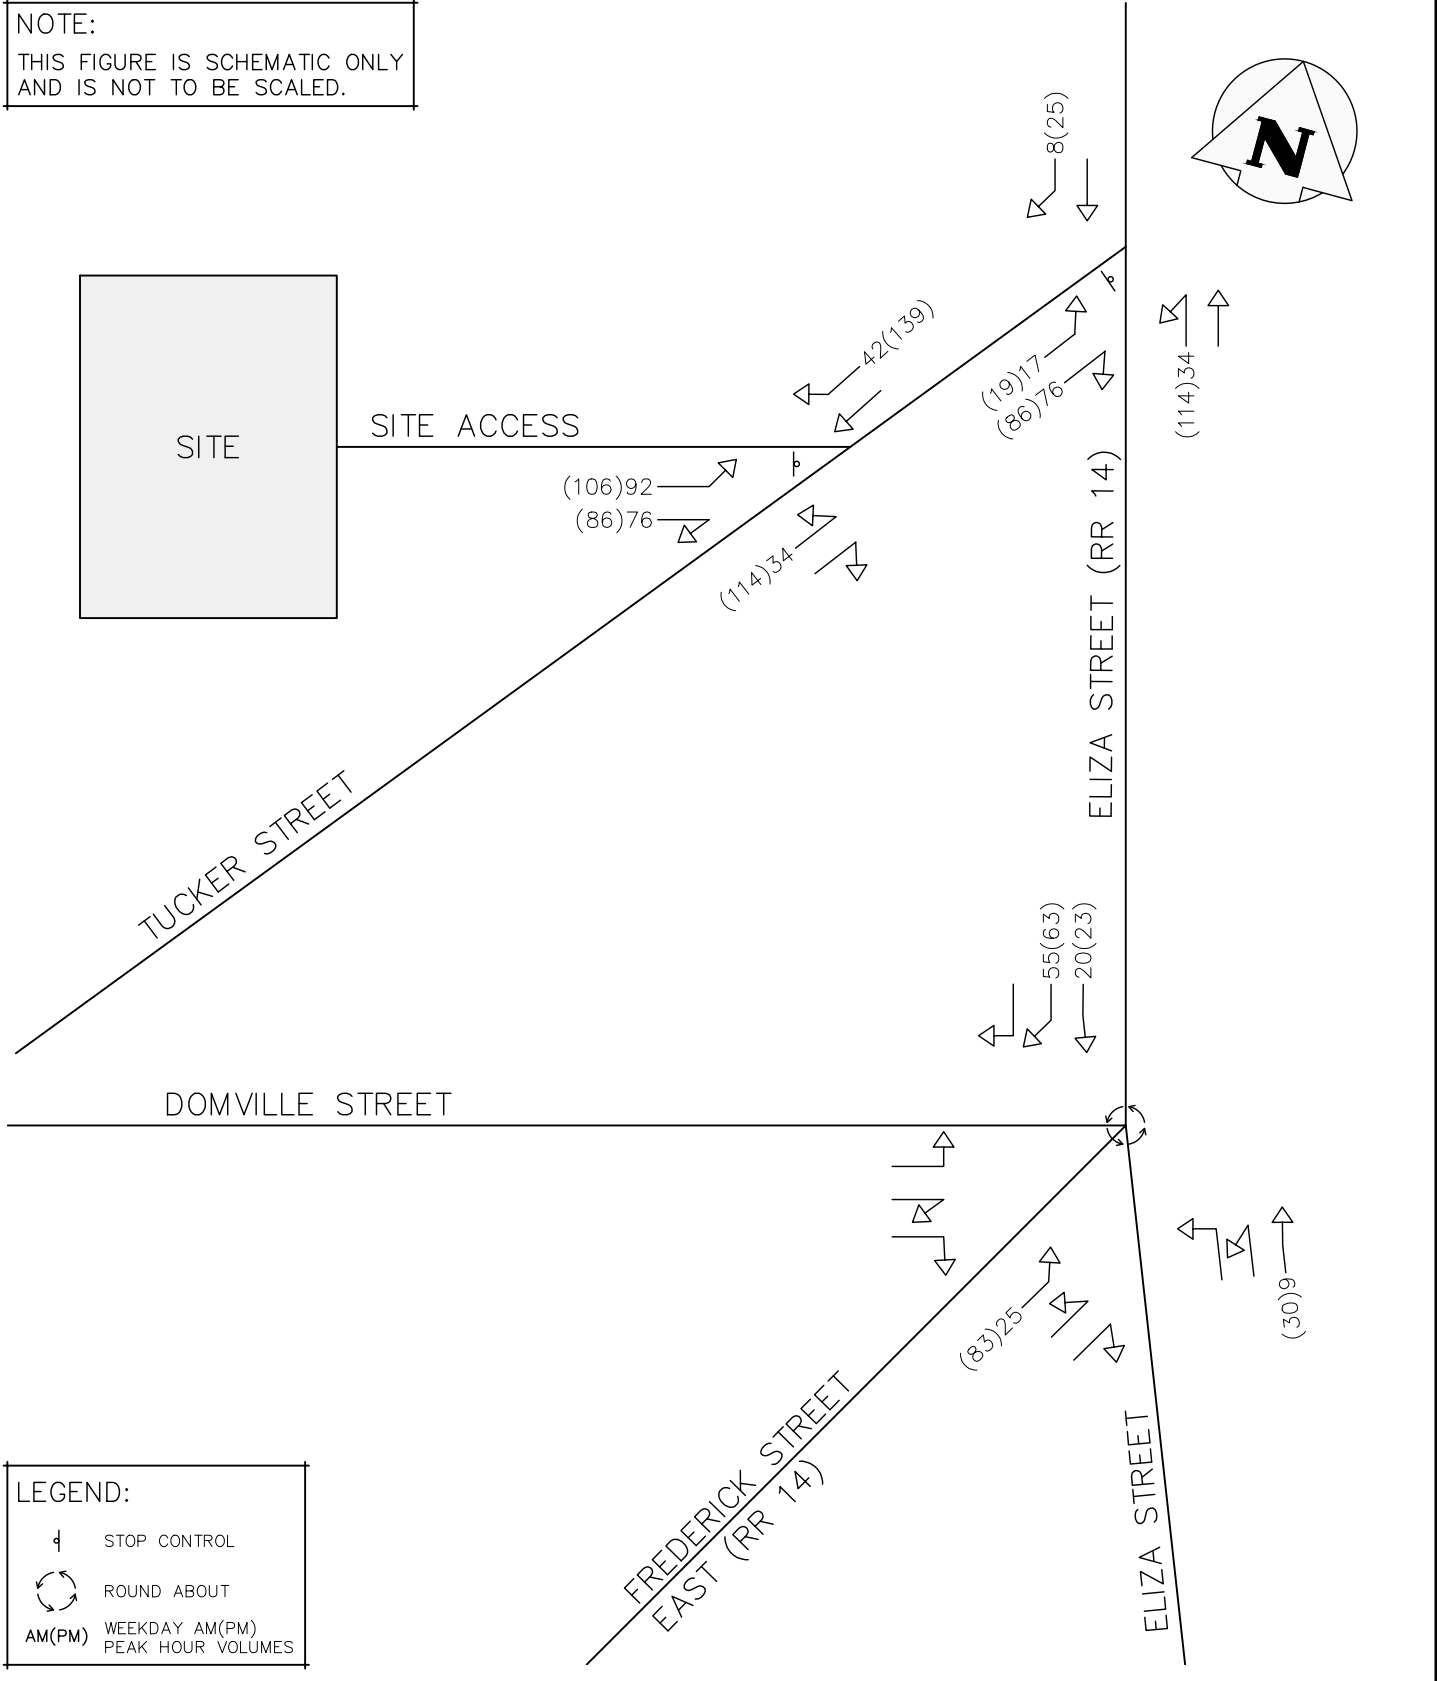 NOTE:
THIS FIGURE IS SCHEMATIC ONLY
AND IS NOT TO BE SCALED.
N
8(25)
42(139)
(19)17
(86)76
(114)34
SITE
SITE ACCESS
(106)92
(86)76
(114)34
ELIZA STREET (RR 14)
TUCKER STREET
55(63)
20(23)
DOMVILLE STREET
(83)25
(30)9
FREDERICK STREET
EAST (RR 14)
ELIZA STREET
LEGEND:
STOP CONTROL
ROUND ABOUT
AM(PM) WEEKDAY AM(PM)
PEAK HOUR VOLUMES